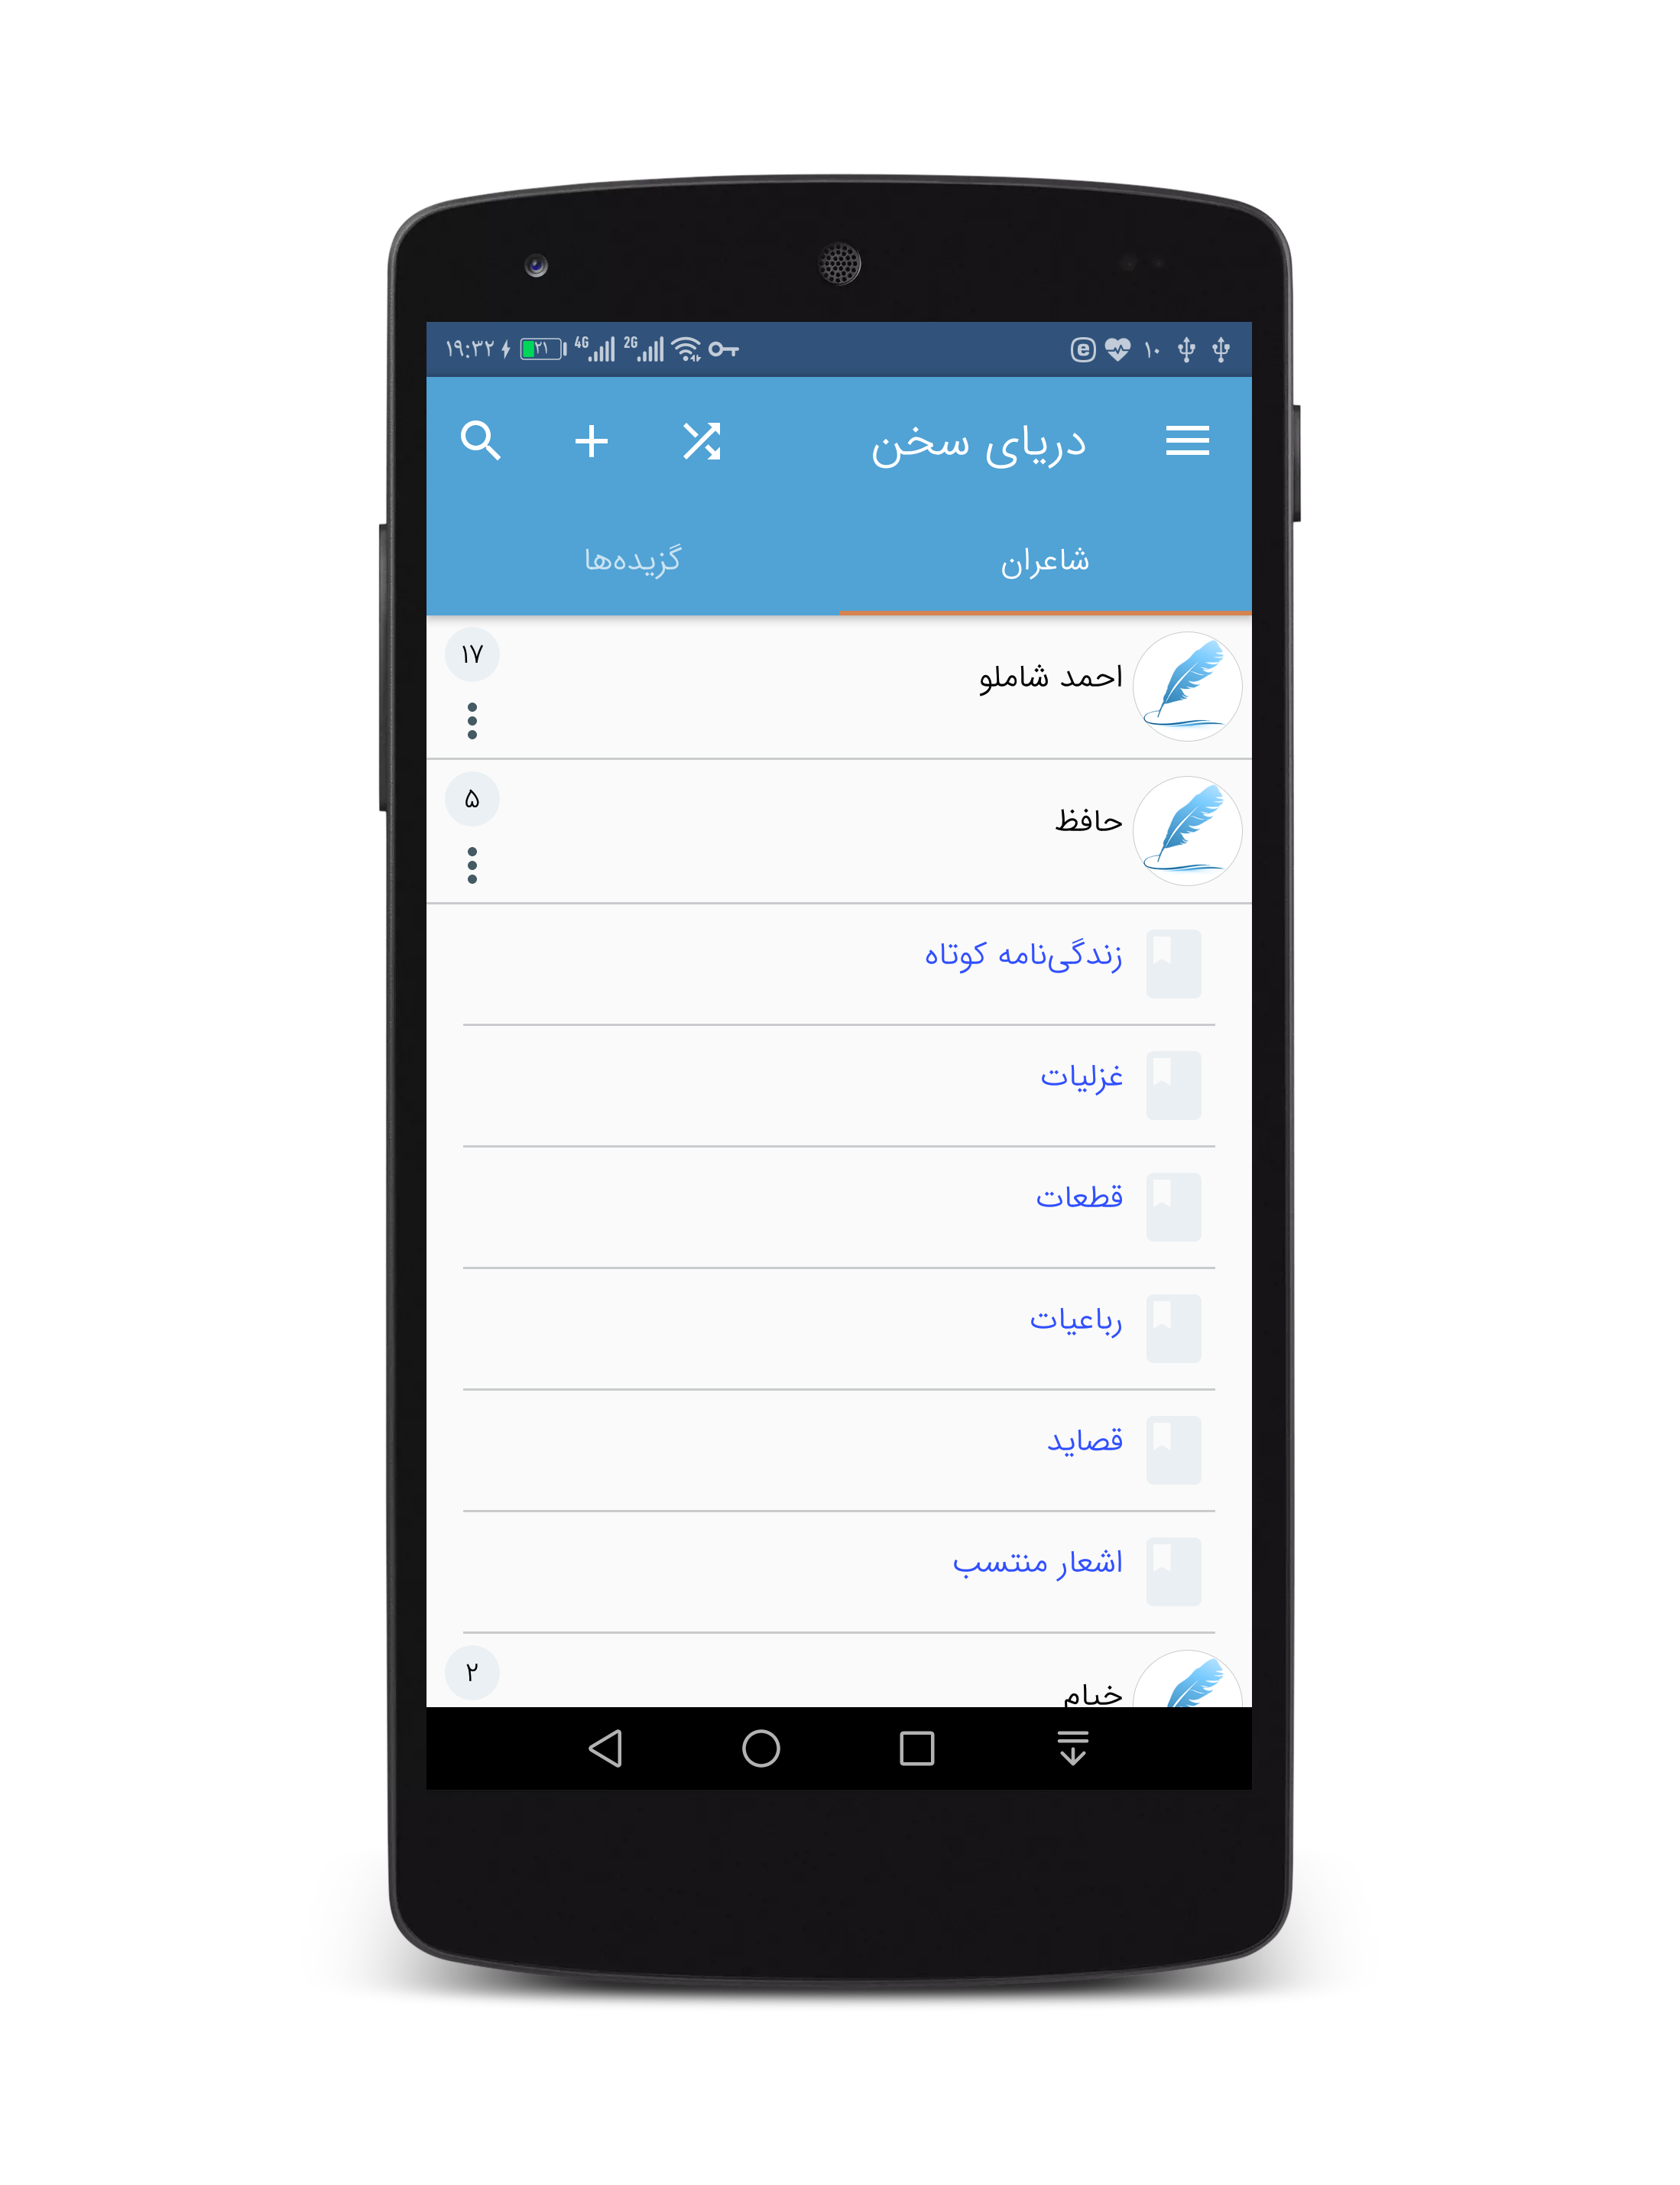 ۱۹:۳۲ ۲۱ 4G 2G ۱۰
دریای سخن
شاعران
گزیده‌ها
احمد شاملو
۱۷
حافظ
۵
زندگی‌نامه کوتاه
غزلیات
قطعات
رباعیات
قصاید
اشعار منتسب
خیام
۲